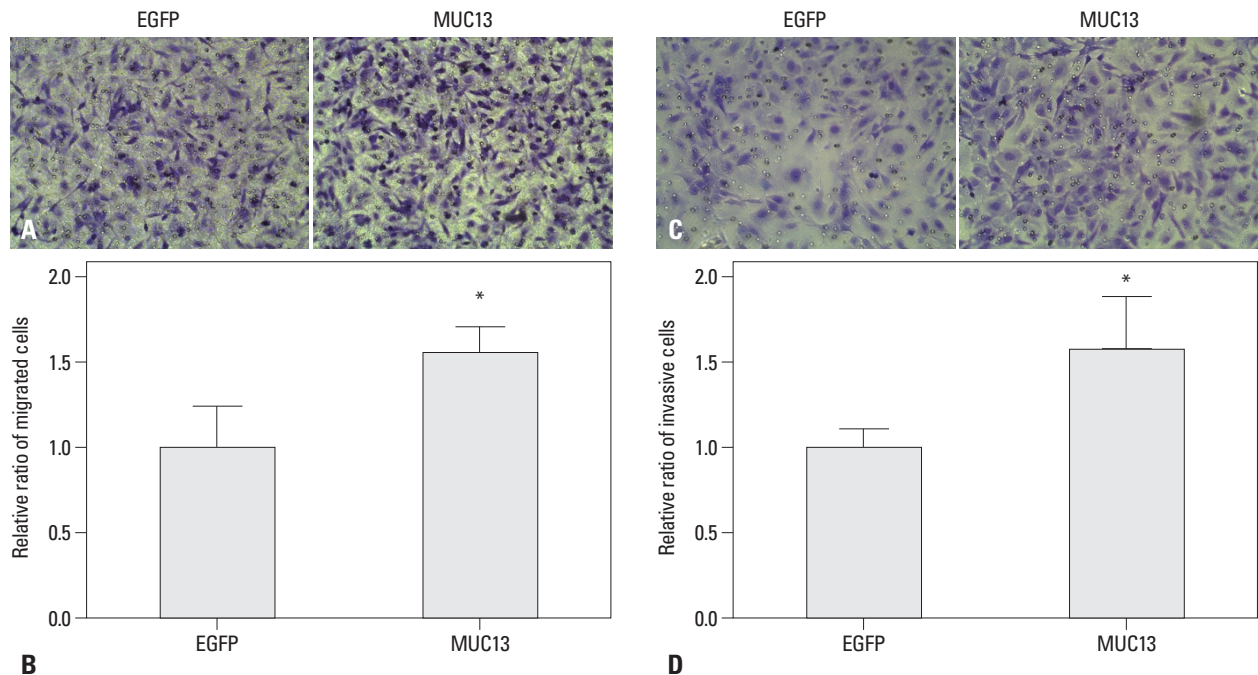 EGFP
MUC13
A
Relative ratio of migrated cells
2.0
*
1.5
1.0
0.5
0.0
EGFP
MUC13
B
EGFP
MUC13
C
Relative ratio of invasive cells
2.0
*
1.5
1.0
0.5
0.0
EGFP
MUC13
D